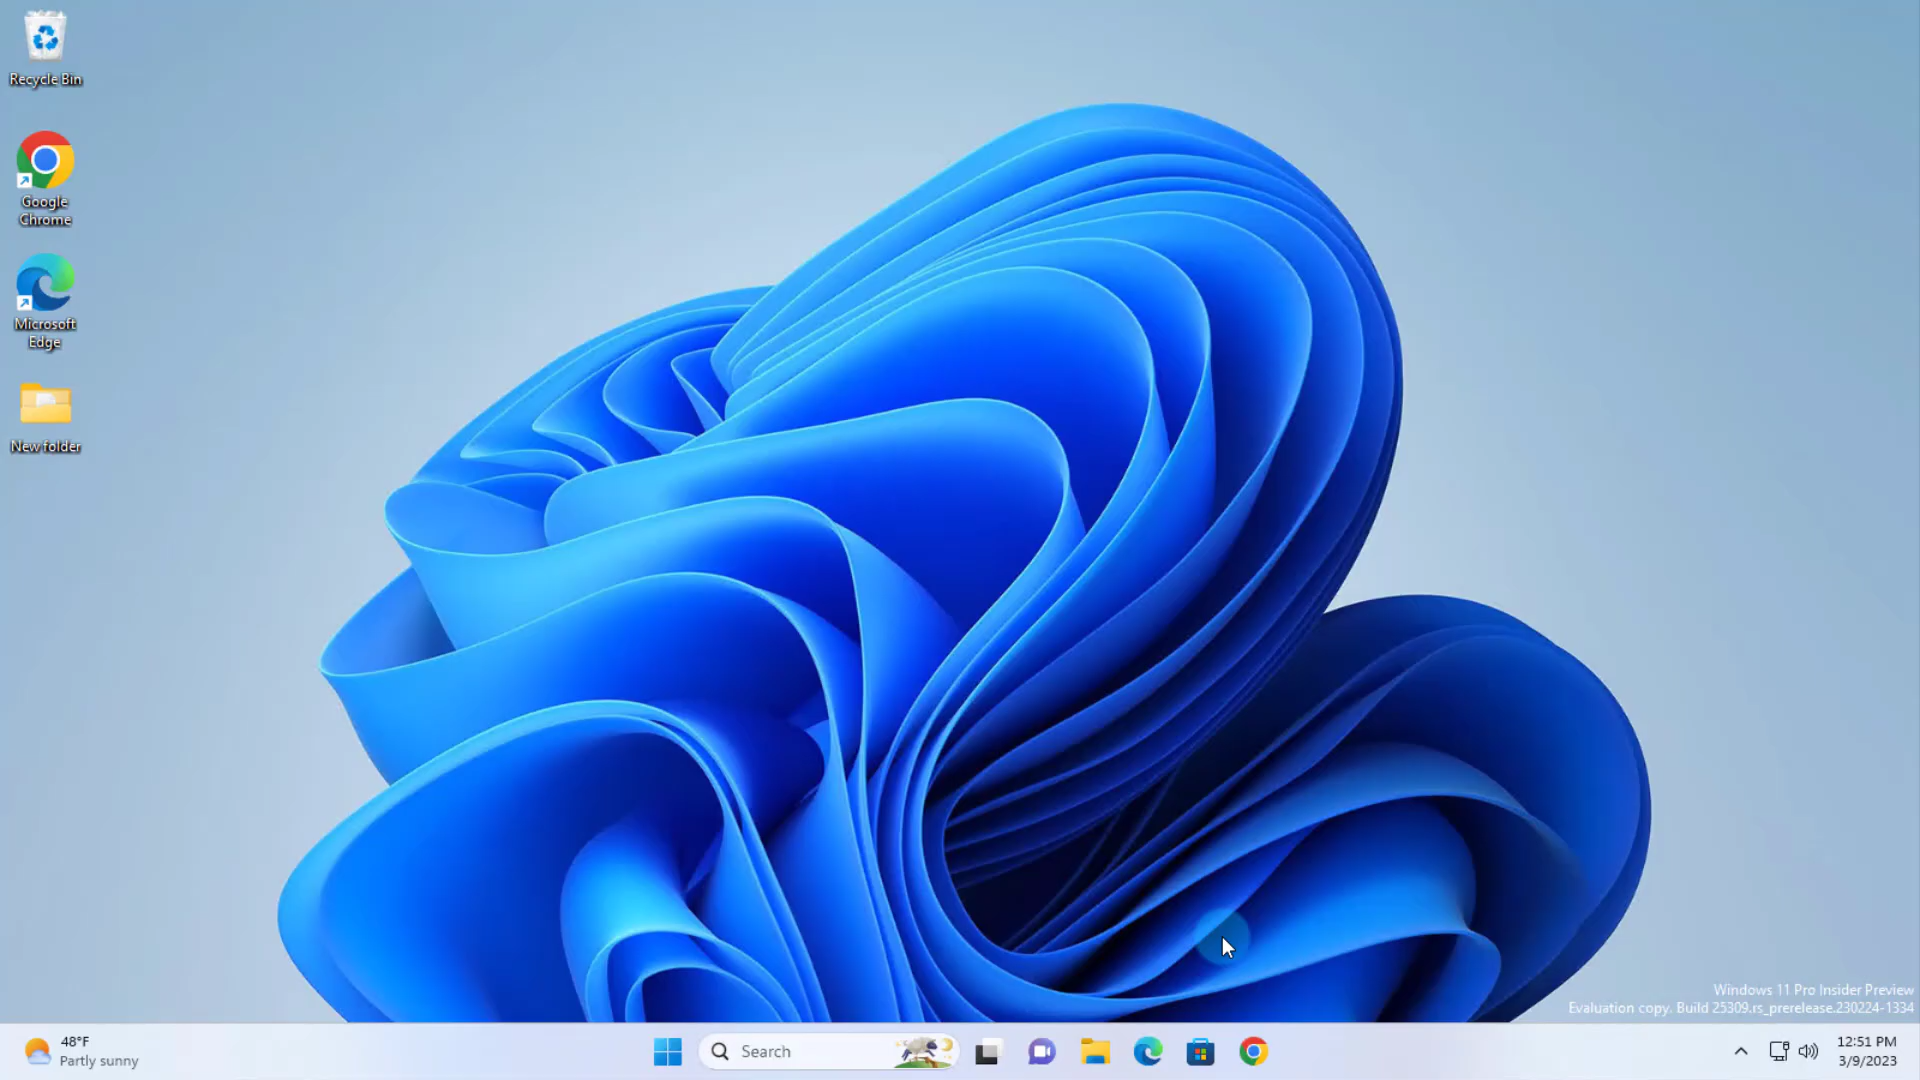 Recycle Bin
Google
Chrome
Microsoft
Edge
New folder
Windows 11 Pro Insider Preview
Evaluation copy. Build 25309.rs_prerelease.230224-1334
48°F
Partly sunny
Search
12:51 PM
3/9/2023